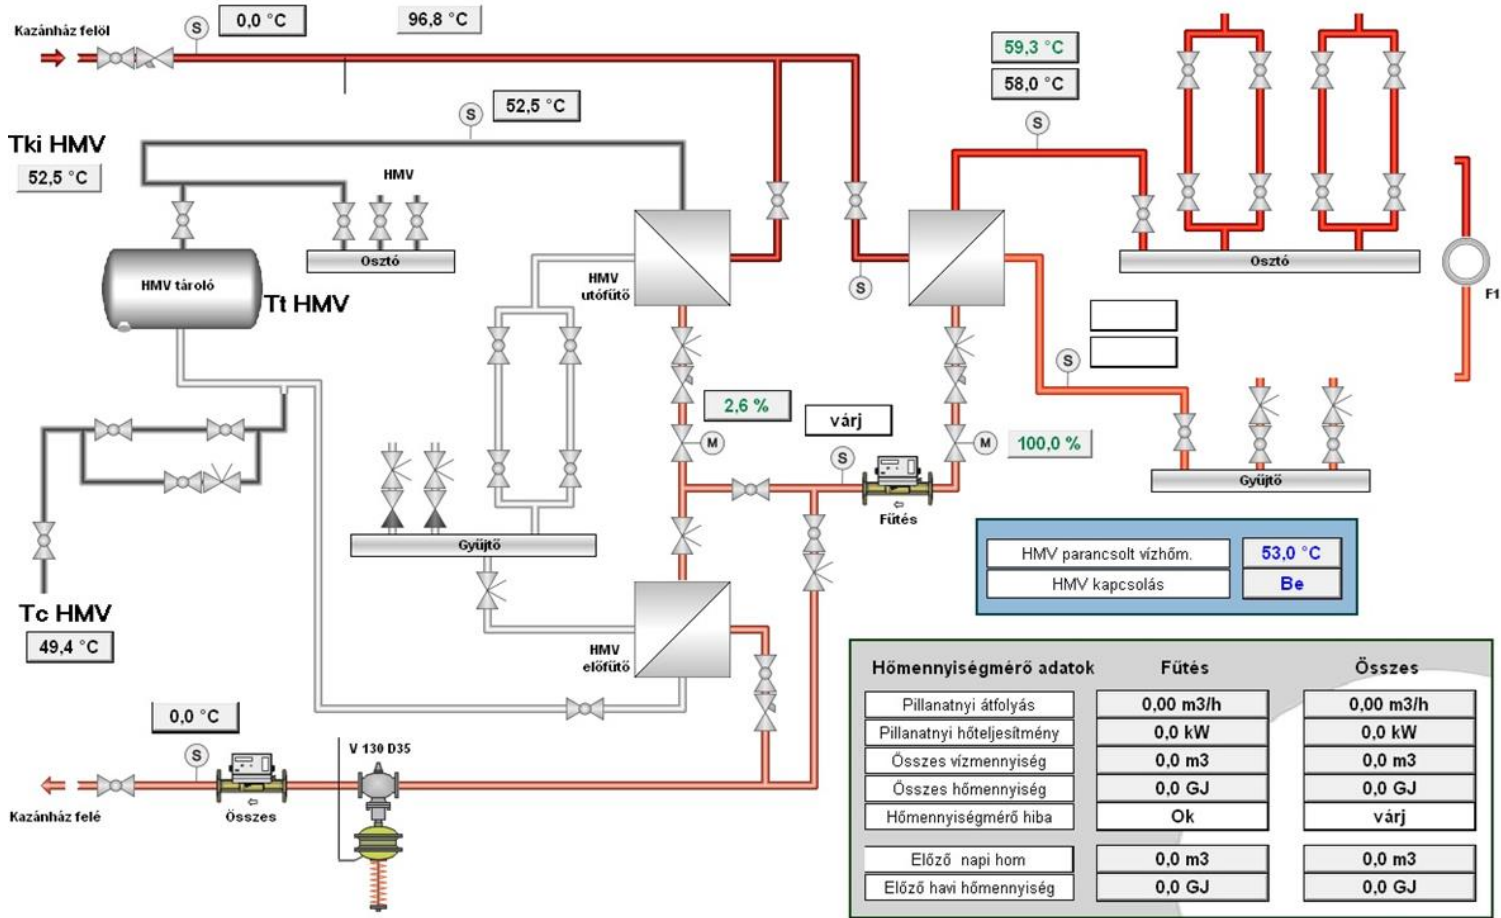 Kazánház felöl
S
0,0 °C
96,8 °C
59,3 °C
58,0 °C
S
S
52,5 °C
Tki HMV
52,5 °C
HMV
Osztó
HMV tároló
Tt HMV
HMV
utófűtő
S
Osztó
F1
S
2,6 %
várj
M
S
M
100,0 %
Fűtés
Gyűjtő
Gyűjtő
HMV parancsolt vízhőm.
53,0 °C
HMV kapcsolás
Be
Tc HMV
49,4 °C
HMV
előfűtő
0,0 °C
S
V 130 D35
Kazánház felé
Összes
Hőmennyiségmérő adatok Fűtés Összes
Pillanatnyi átfolyás 0,00 m3/h 0,00 m3/h
Pillanatnyi hőteljesítmény 0,0 kW 0,0 kW
Összes vízmennyiség 0,0 m3 0,0 m3
Összes hőmennyiség 0,0 GJ 0,0 GJ
Hőmennyiségmérő hiba Ok várj
Előző napi hom 0,0 m3 0,0 m3
Előző havi hőmennyiség 0,0 GJ 0,0 GJ